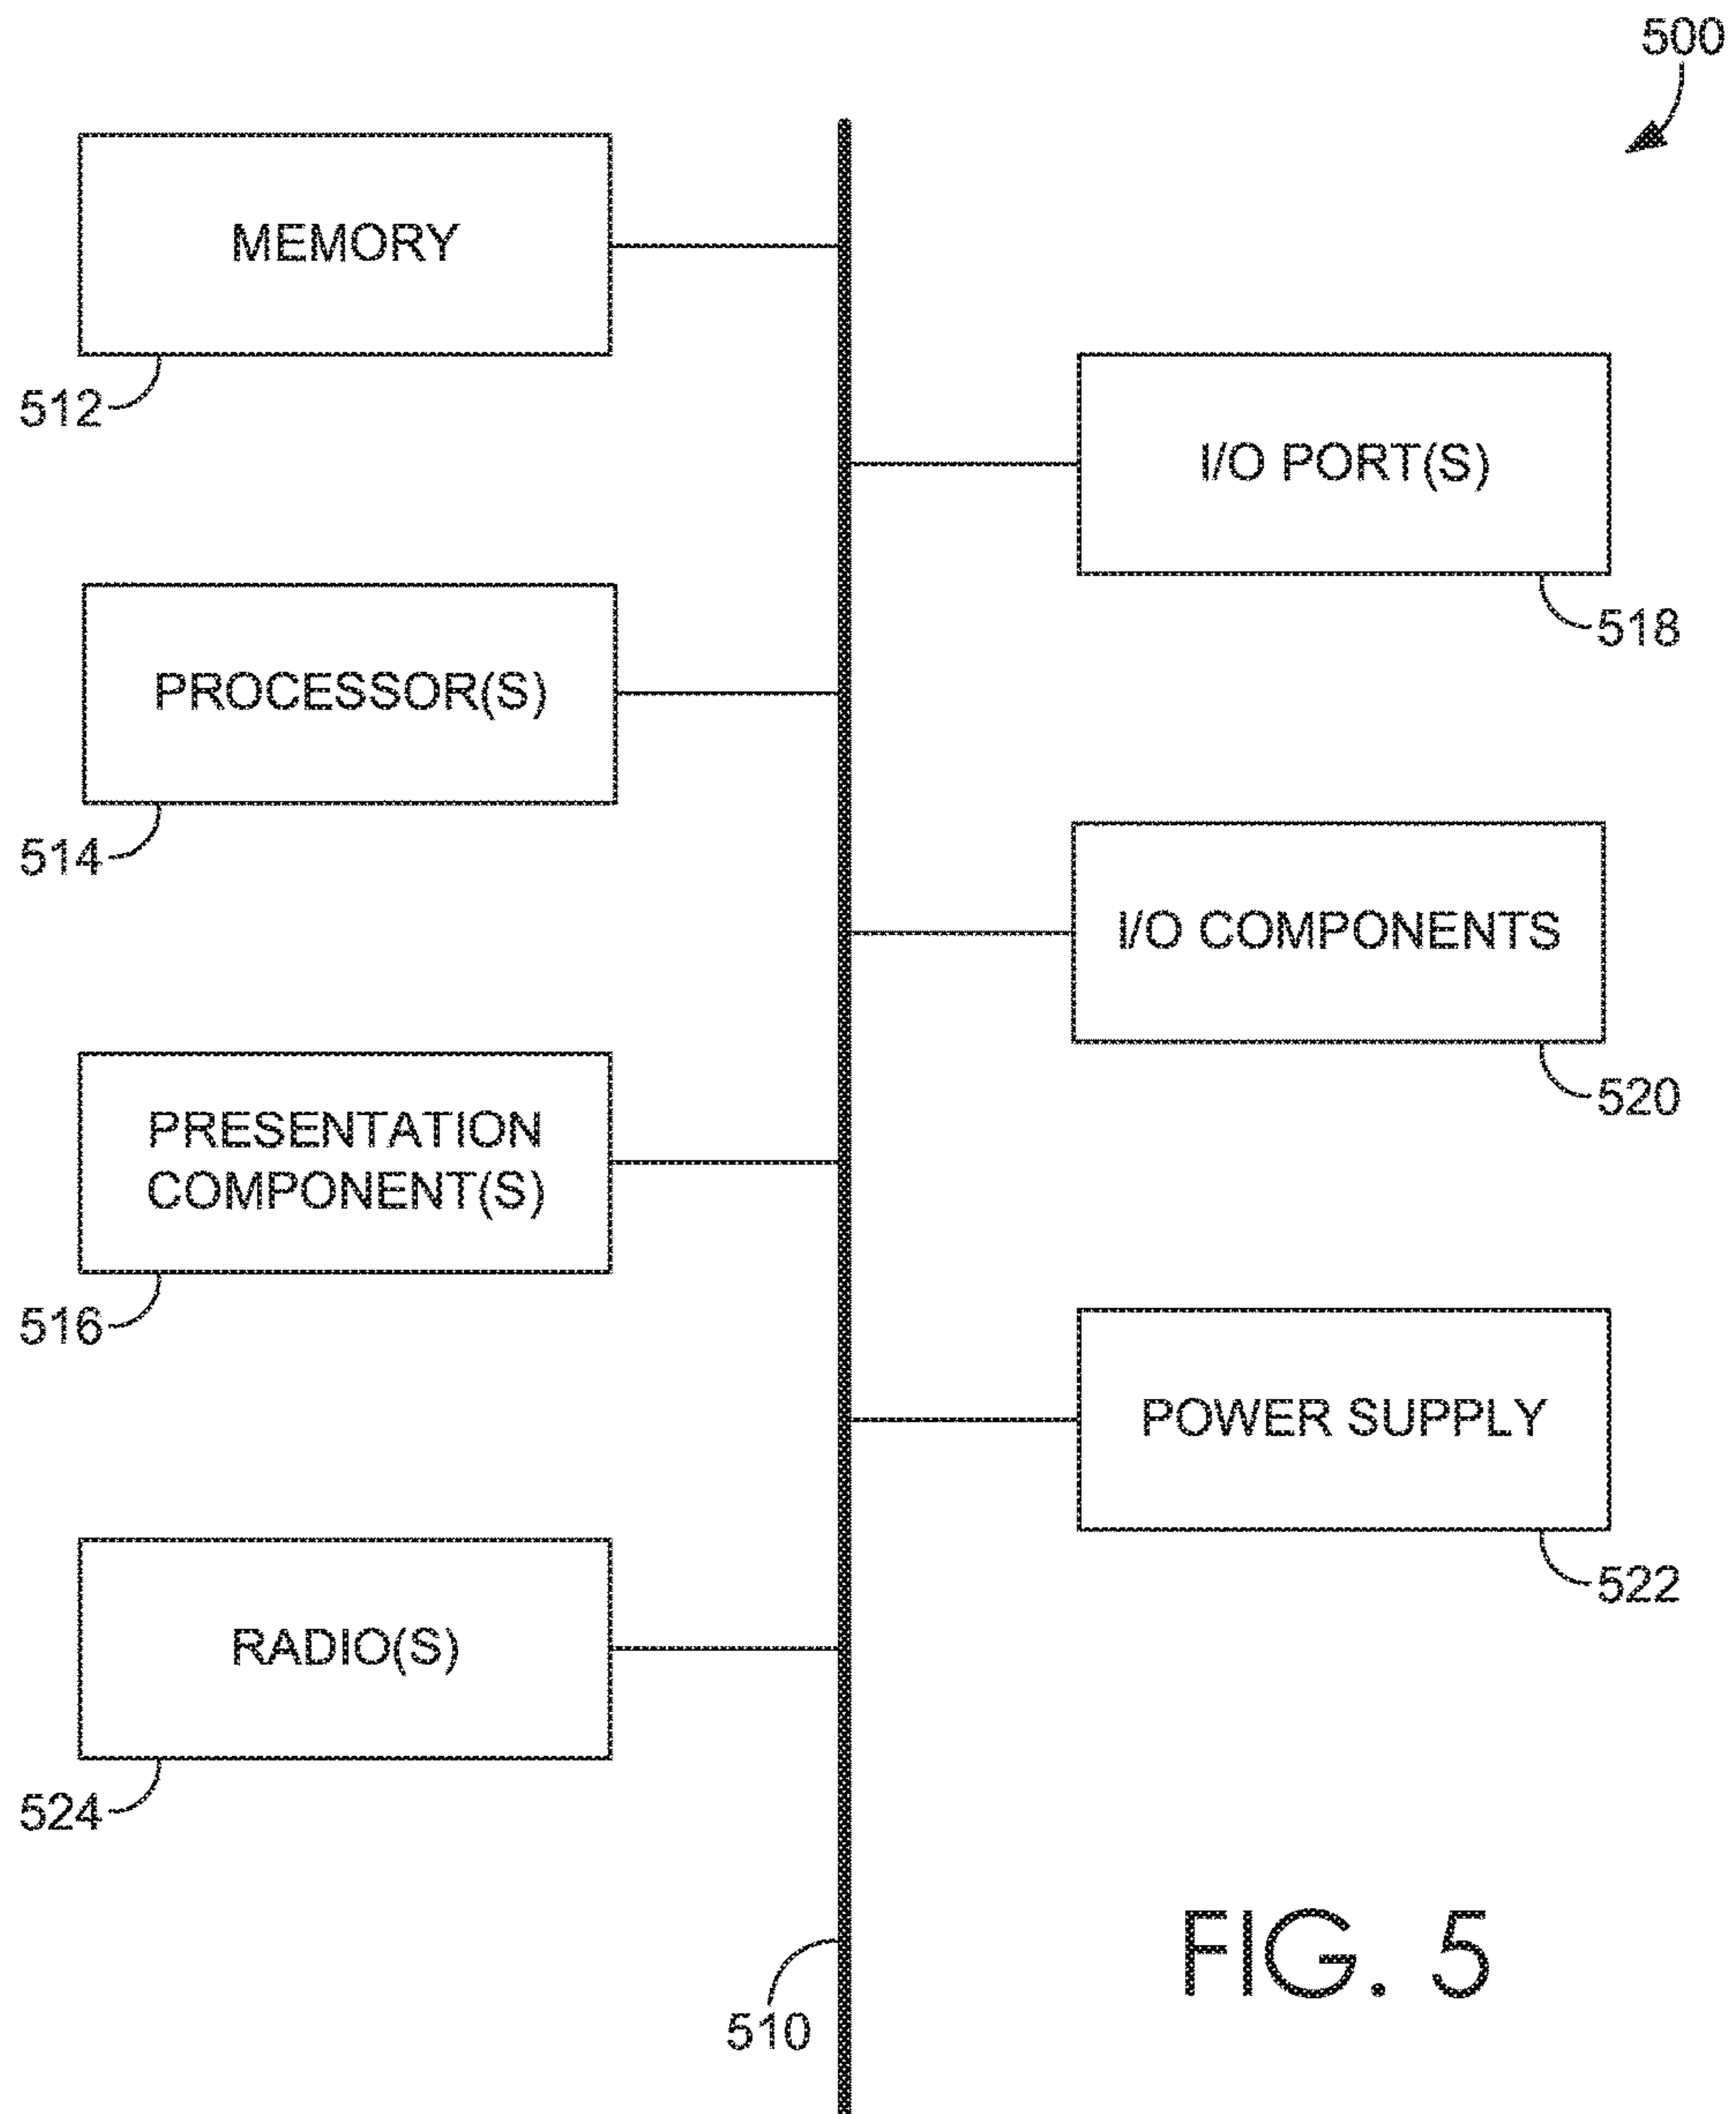 500
MEMORY
512
I/O PORT(S)
518
PROCESSOR(S)
514
I/O COMPONENTS
520
PRESENTATION
COMPONENT(S)
516
POWER SUPPLY
522
RADIO(S)
524
510
FIG. 5